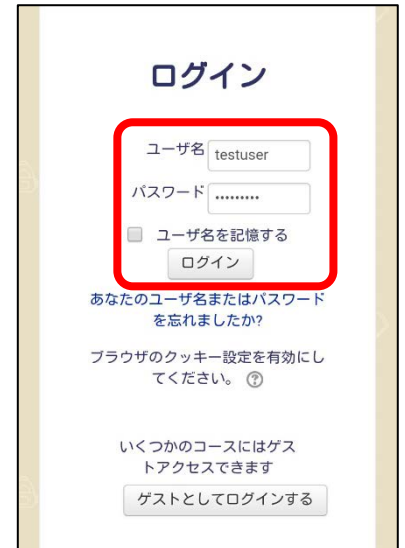 ログイン
ユーザ名 testuser
パスワード •••••••••
ユーザ名を記憶する
ログイン
あなたのユーザ名またはパスワード
を忘れましたか?
ブラウザのクッキー設定を有効にし
てください。 ?
いくつかのコースにはゲス
トアクセスできます
ゲストとしてログインする